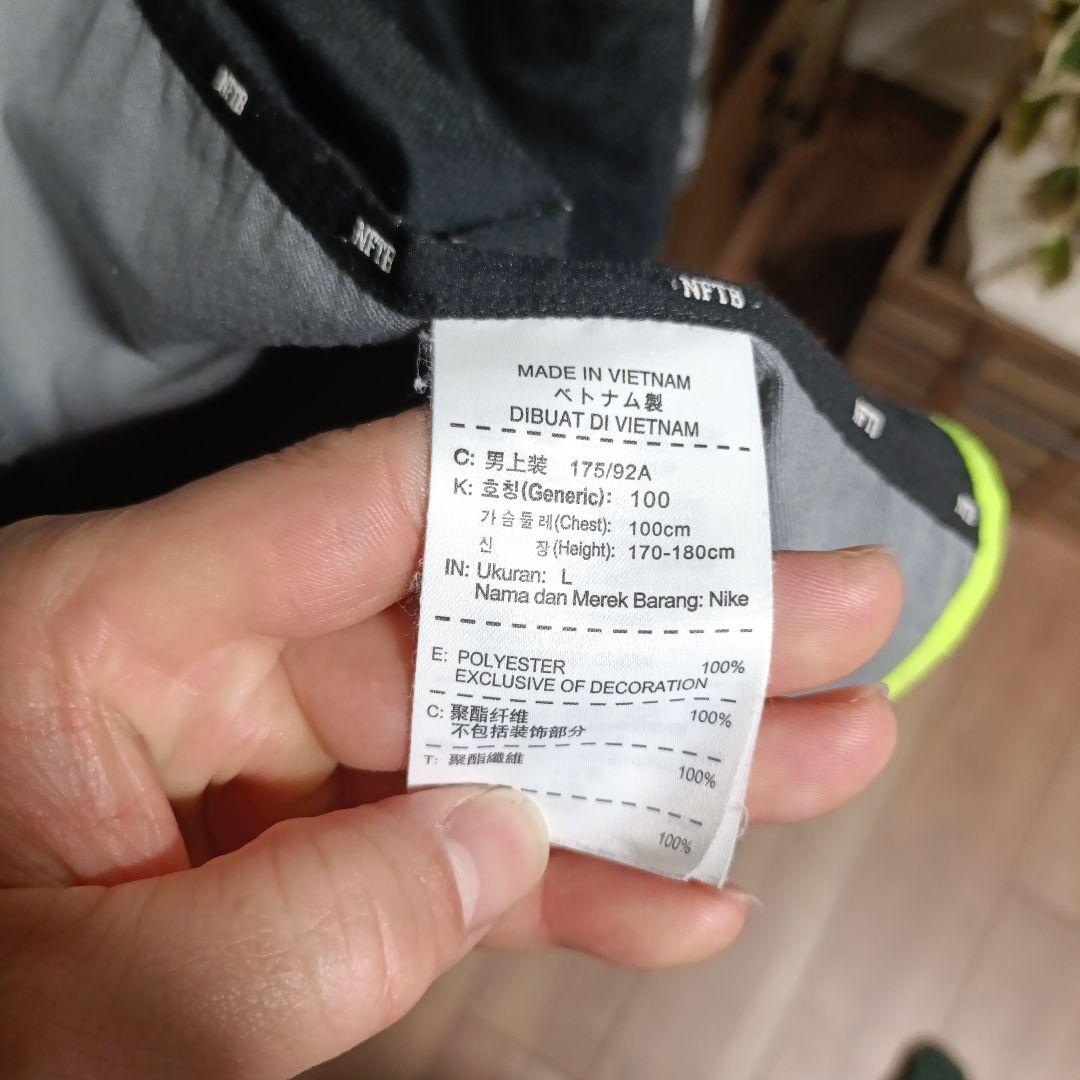 NFTB
NFTB
NFTB
NFTB
MADE IN VIETNAM
ベトナム製
DIBUAT DI VIETNAM
C: 男上装 175/92A
K: 호칭(Generic): 100
가슴둘레(Chest): 100cm
신 장(Height): 170-180cm
IN: Ukuran: L
Nama dan Merek Barang: Nike
E: POLYESTER 100%
EXCLUSIVE OF DECORATION
C: 聚酯纤维 100%
不包括装饰部分
T: 聚酯纖維 100%
100%